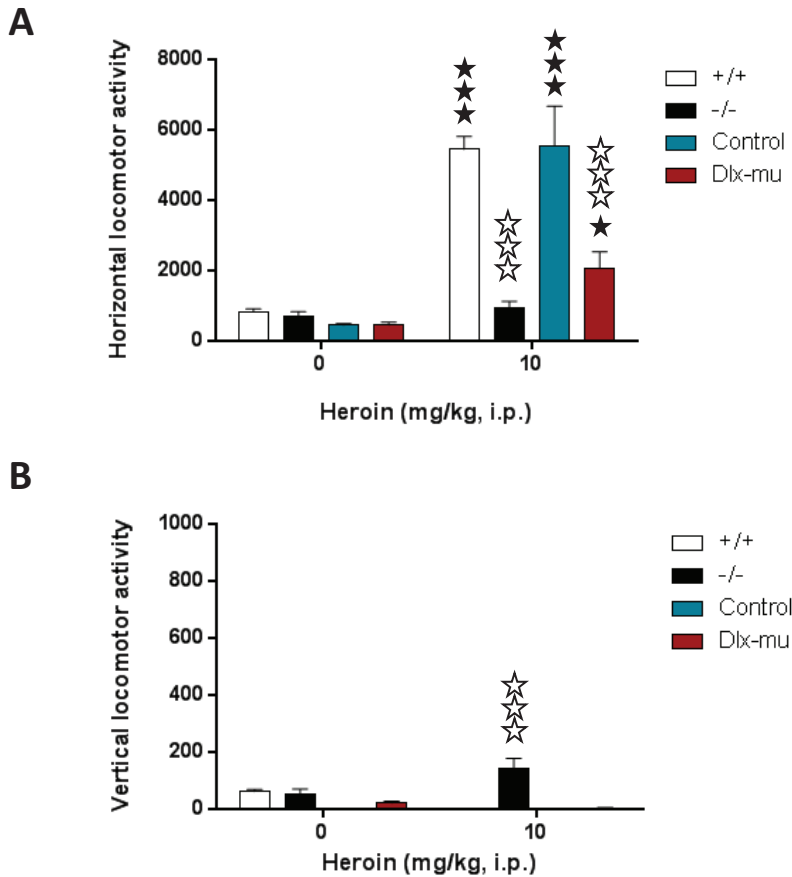 A
Horizontal locomotor activity
8000
6000
4000
2000
0
0 10
Heroin (mg/kg, i.p.)
+/+
-/-
Control
Dlx-mu
B
Vertical locomotor activity
1000
800
600
400
200
0
0 10
Heroin (mg/kg, i.p.)
+/+
-/-
Control
Dlx-mu